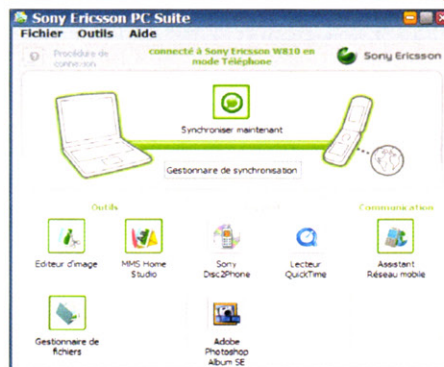 Sony Ericsson PC Suite
Fichier Outils Aide
Procédure de
connexion
connecté à Sony Ericsson W810 en
mode Téléphone
Sony Ericsson
Synchroniser maintenant
Gestionnaire de synchronisation
Outils
Communication
Editeur d'image
MMS Home
Studio
Sony
Disc2Phone
Lecteur
QuickTime
Assistant
Réseau mobile
Gestionnaire de
fichiers
Adobe
Photoshop
Album SE